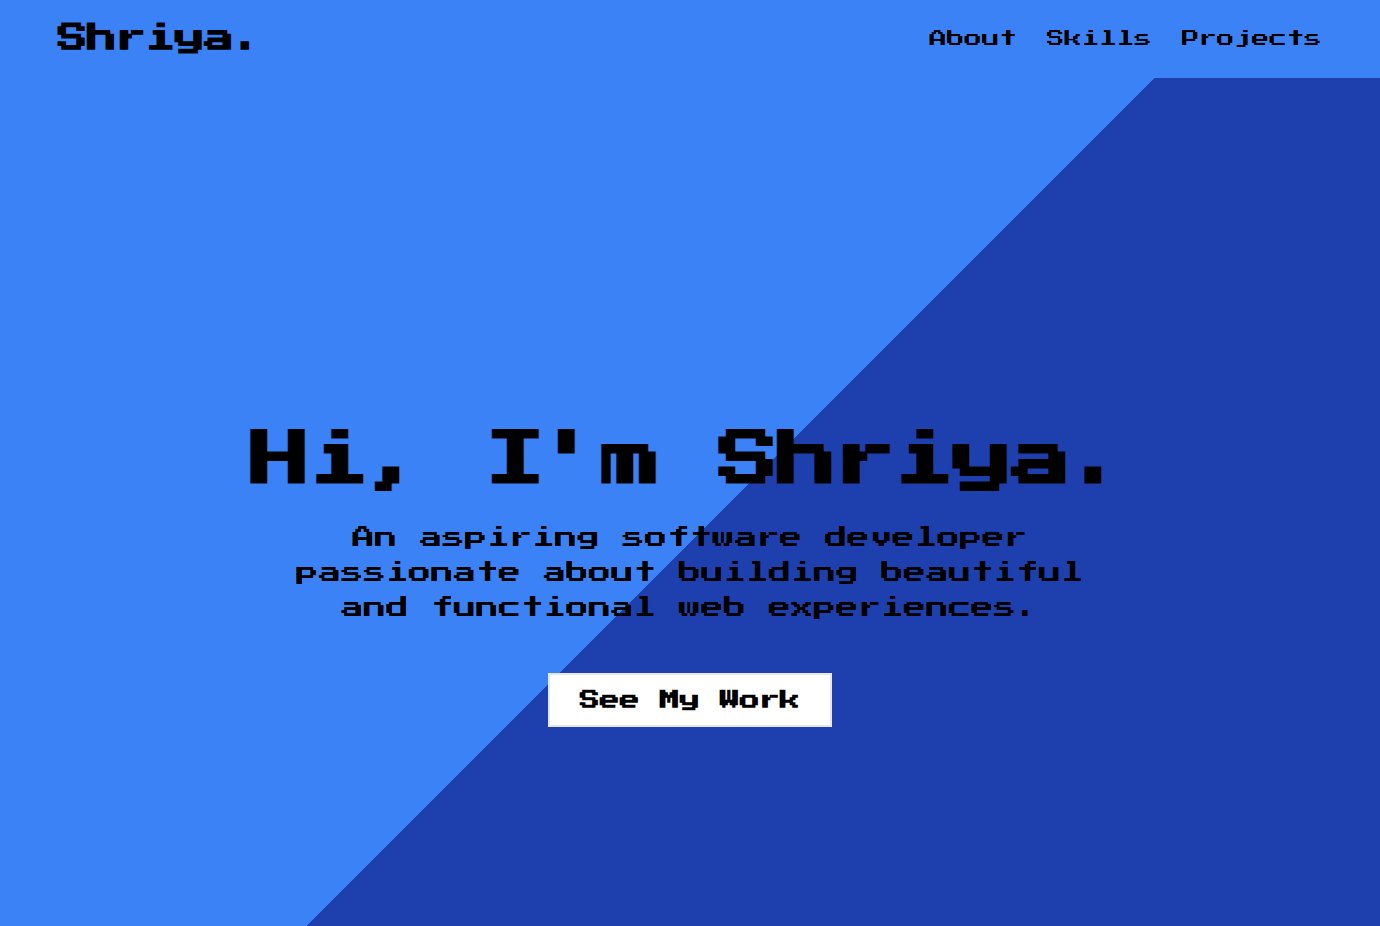 Shriya.
About Skills Projects
Hi, I'm Shriya.
An aspiring software developer
passionate about building beautiful
and functional web experiences.
See My Work